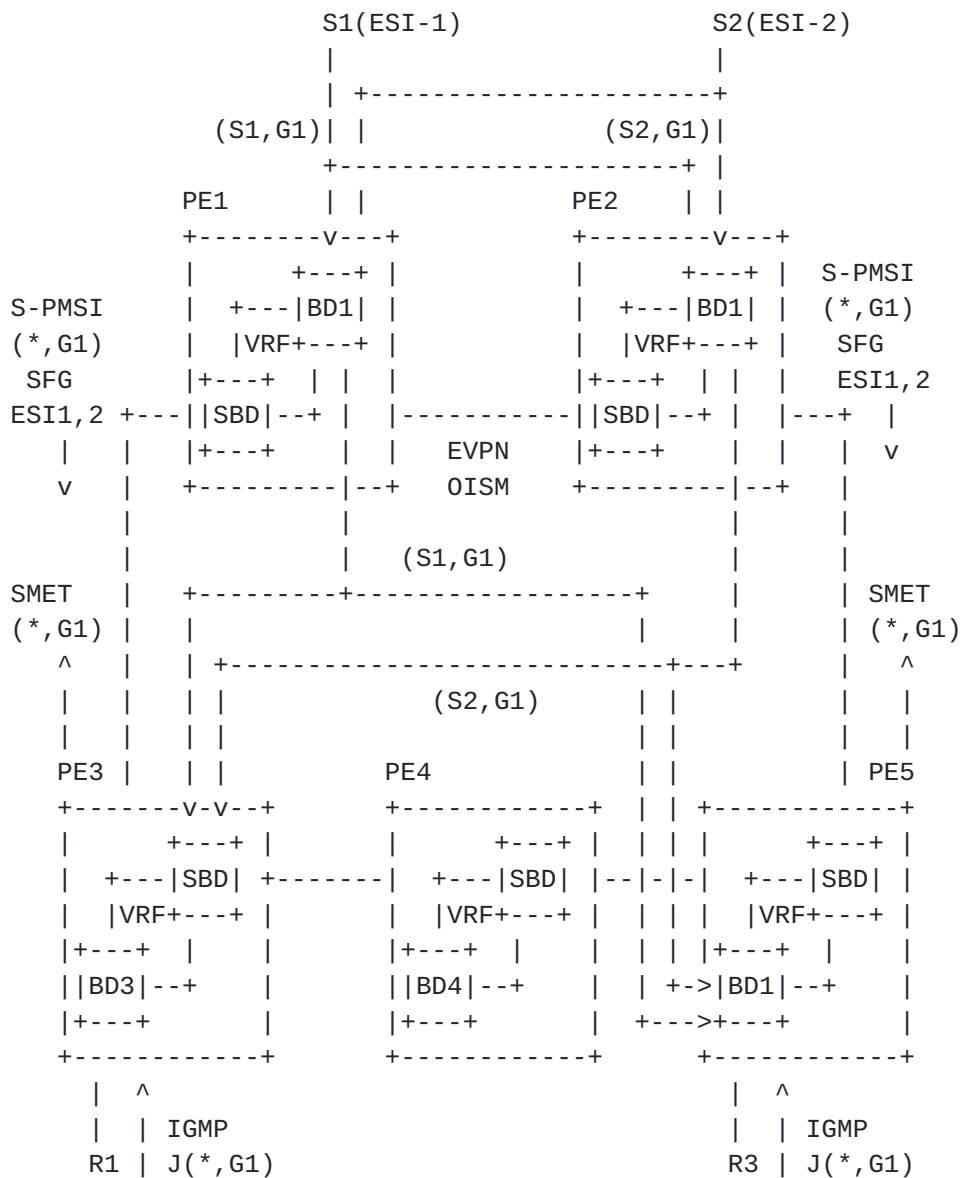 S1(ESI-1) S2(ESI-2)
(S1,G1) (S2,G1)
PE1 PE2
S-PMSI
S-PMSI BD1 BD1 (*,G1)
(*,G1) VRF VRF SFG
SFG ESI1,2
ESI1,2 SBD SBD
EVPN
OISM
(S1,G1)
SMET SMET
(*,G1) (*,G1)
(S2,G1)
PE3 PE4 PE5
SBD SBD SBD
VRF VRF VRF
BD3 BD4 BD1
IGMP IGMP
R1 J(*,G1) R3 J(*,G1)